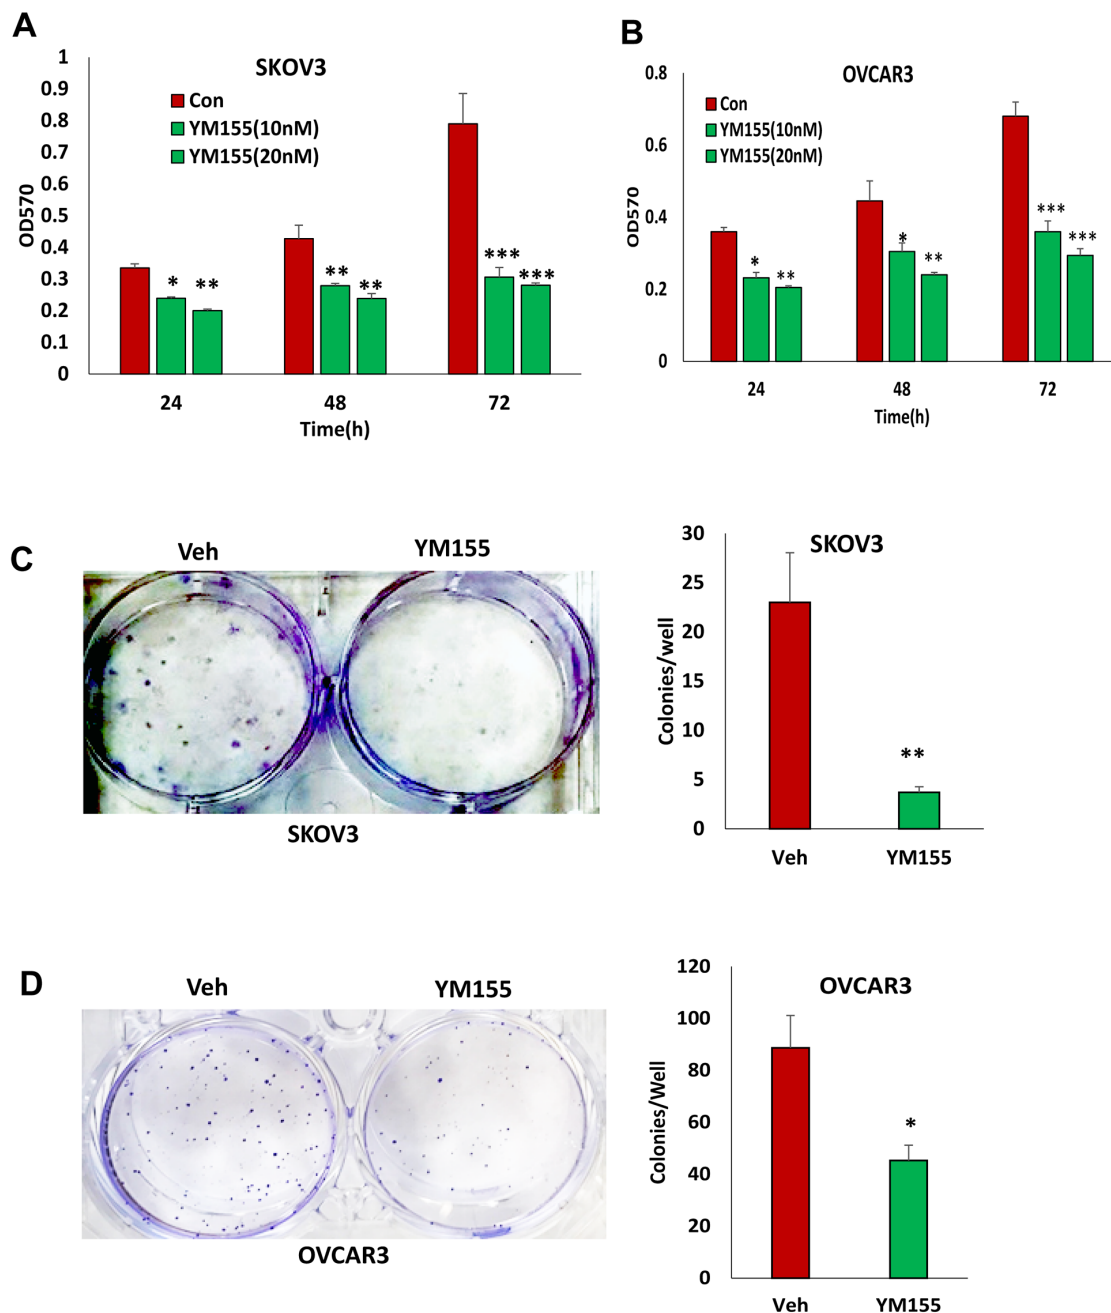 A
SKOV3
Con
YM155(10nM)
YM155(20nM)
1
0.9
0.8
0.7
0.6
0.5
0.4
0.3
0.2
0.1
0
OD570
* ** ** ** *** ***
24 48 72
Time(h)
B
OVCAR3
Con
YM155(10nM)
YM155(20nM)
0.8
0.6
0.4
0.2
0
OD570
* ** * ** *** ***
24 48 72
Time(h)
C
Veh YM155
SKOV3
SKOV3
30
25
20
15
10
5
0
Colonies/well
**
Veh YM155
D
Veh YM155
OVCAR3
OVCAR3
120
100
80
60
40
20
0
Colonies/Well
*
Veh YM155